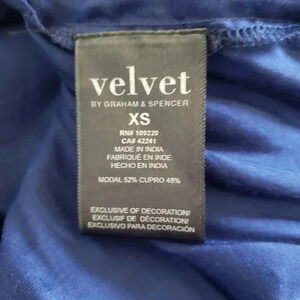 velvet
BY GRAHAM & SPENCER
XS
RN# 109220
CA# 42241
MADE IN INDIA
FABRIQUÉ EN INDE
HECHO EN INDIA
MODAL 52% CUPRO 48%
EXCLUSIVE OF DECORATION/
EXCLUSIF DE DÉCORATION/
EXCLUSIVO PARA DECORACIÓN